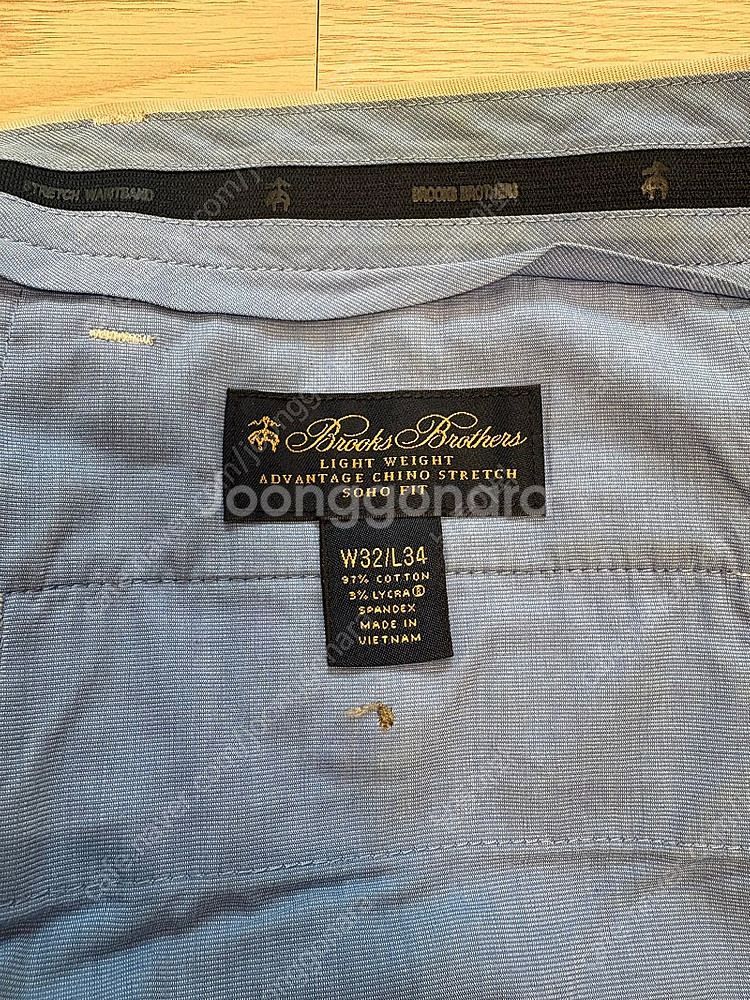 STRETCH WAISTBAND
BROOKS BROTHERS
Brooks Brothers
LIGHT WEIGHT
ADVANTAGE CHINO STRETCH
SOHO FIT
Joonggonara
W32/L34
97% COTTON
3% LYCRA®
SPANDEX
MADE IN
VIETNAM